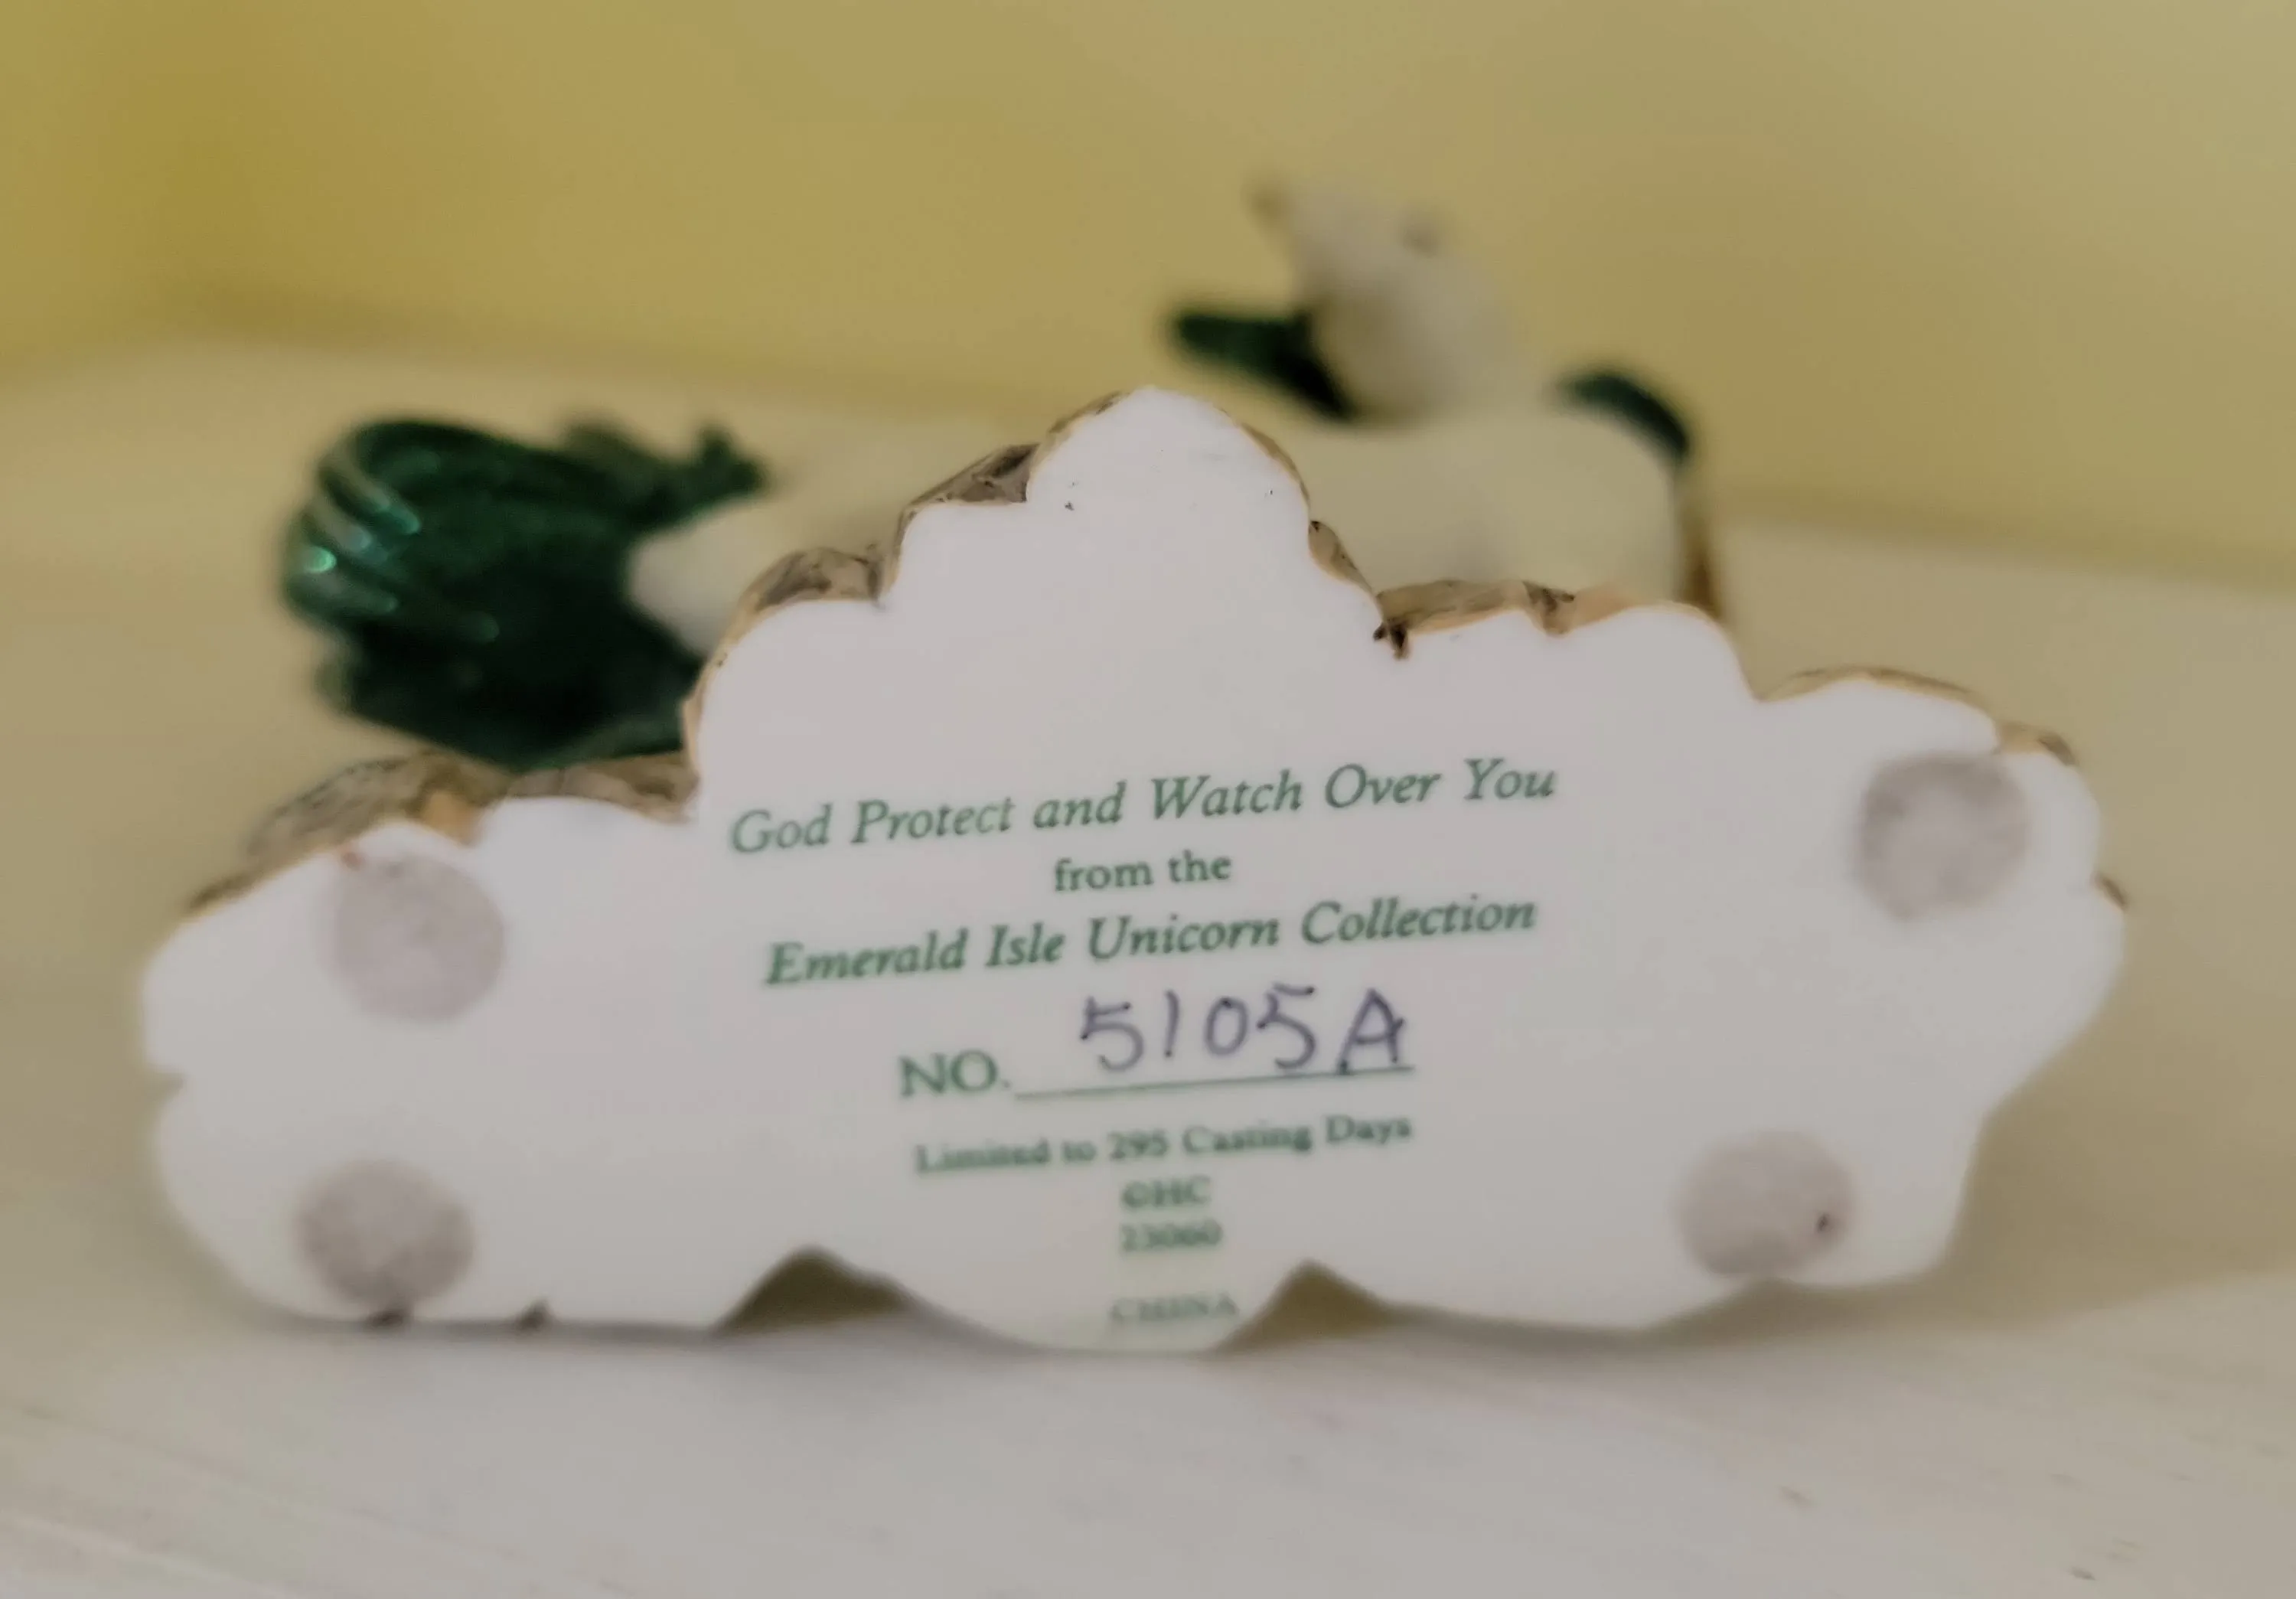 God Protect and Watch Over You
from the
Emerald Isle Unicorn Collection
NO. 5105A
Limited to 295 Casting Days
©HC
23060
CHINA